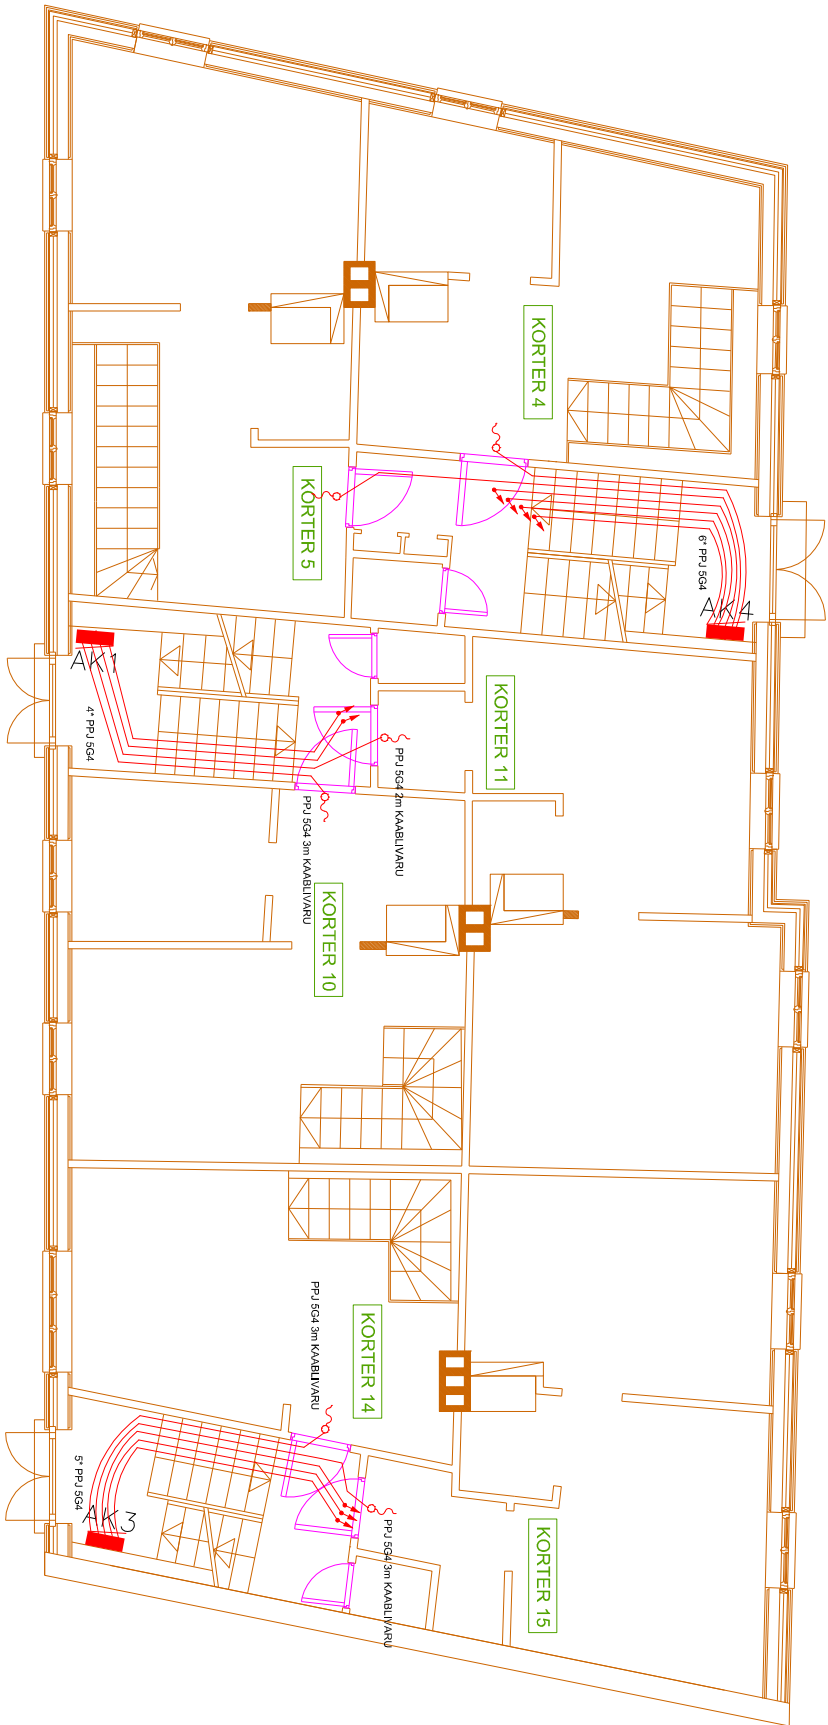 KORTER 4
KORTER 5
6* PPJ 5G4
AK4
AK1
4* PPJ 5G4
KORTER 11
PPJ 5G4 2m KAABLIVARU
PPJ 5G4 3m KAABLIVARU
KORTER 10
PPJ 5G4 3m KAABLIVARU
KORTER 14
5* PPJ 5G4
AK3
PPJ 5G4 3m KAABLIVARU
KORTER 15